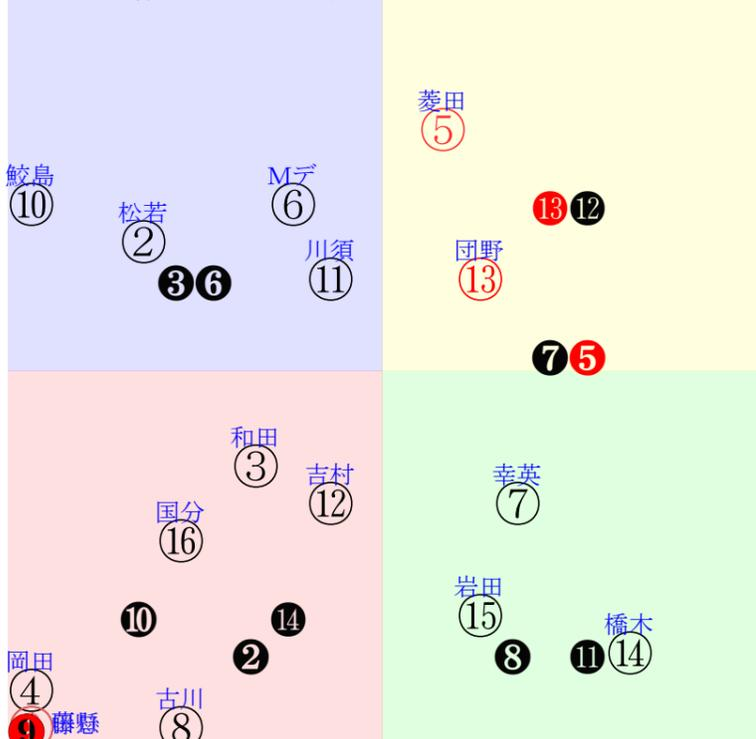 菱田
⑤
鮫島
⑩
松若
②
Mデ
⑥
⓭⓬
川須
⑪
団野
⑬
❸❻
❼❺
和田
③
吉村
⑫
幸英
⑦
国分
⑯
岩田
⑮
橋木
⑭
❿
⓮
❷
❽
⓫
岡田
④
古川
⑧
❾